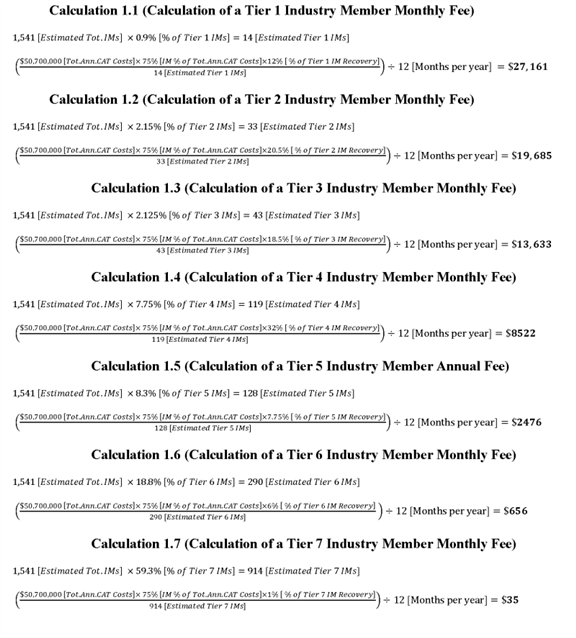 Calculation 1.1 (Calculation of a Tier 1 Industry Member Monthly Fee)
1,541 [Estimated Tot.IMs] × 0.9% [% of Tier 1 IMs] = 14 [Estimated Tier 1 IMs]
($50,700,000 [Tot.Ann.CAT Costs]× 75% [IM % of Tot.Ann.CAT Costs]×12% [ % of Tier 1 IM Recovery] / 14 [Estimated Tier 1 IMs]) ÷ 12 [Months per year] = $27,161
Calculation 1.2 (Calculation of a Tier 2 Industry Member Monthly Fee)
1,541 [Estimated Tot.IMs] × 2.15% [% of Tier 2 IMs] = 33 [Estimated Tier 2 IMs]
($50,700,000 [Tot.Ann.CAT Costs]× 75% [IM % of Tot.Ann.CAT Costs]×20.5% [ % of Tier 2 IM Recovery] / 33 [Estimated Tier 2 IMs]) ÷ 12 [Months per year] = $19,685
Calculation 1.3 (Calculation of a Tier 3 Industry Member Monthly Fee)
1,541 [Estimated Tot.IMs] × 2.125% [% of Tier 3 IMs] = 43 [Estimated Tier 3 IMs]
($50,700,000 [Tot.Ann.CAT Costs]× 75% [IM % of Tot.Ann.CAT Costs]×18.5% [ % of Tier 3 IM Recovery] / 43 [Estimated Tier 3 IMs]) ÷ 12 [Months per year] = $13,633
Calculation 1.4 (Calculation of a Tier 4 Industry Member Monthly Fee)
1,541 [Estimated Tot.IMs] × 7.75% [% of Tier 4 IMs] = 119 [Estimated Tier 4 IMs]
($50,700,000 [Tot.Ann.CAT Costs]× 75% [IM % of Tot.Ann.CAT Costs]×32% [ % of Tier 4 IM Recovery] / 119 [Estimated Tier 4 IMs]) ÷ 12 [Months per year] = $8522
Calculation 1.5 (Calculation of a Tier 5 Industry Member Annual Fee)
1,541 [Estimated Tot.IMs] × 8.3% [% of Tier 5 IMs] = 128 [Estimated Tier 5 IMs]
($50,700,000 [Tot.Ann.CAT Costs]× 75% [IM % of Tot.Ann.CAT Costs]×7.75% [ % of Tier 5 IM Recovery] / 128 [Estimated Tier 5 IMs]) ÷ 12 [Months per year] = $2476
Calculation 1.6 (Calculation of a Tier 6 Industry Member Monthly Fee)
1,541 [Estimated Tot.IMs] × 18.8% [% of Tier 6 IMs] = 290 [Estimated Tier 6 IMs]
($50,700,000 [Tot.Ann.CAT Costs]× 75% [IM % of Tot.Ann.CAT Costs]×6% [ % of Tier 6 IM Recovery] / 290 [Estimated Tier 6 IMs]) ÷ 12 [Months per year] = $656
Calculation 1.7 (Calculation of a Tier 7 Industry Member Monthly Fee)
1,541 [Estimated Tot.IMs] × 59.3% [% of Tier 7 IMs] = 914 [Estimated Tier 7 IMs]
($50,700,000 [Tot.Ann.CAT Costs]× 75% [IM % of Tot.Ann.CAT Costs]×1% [ % of Tier 7 IM Recovery] / 914 [Estimated Tier 7 IMs]) ÷ 12 [Months per year] = $35